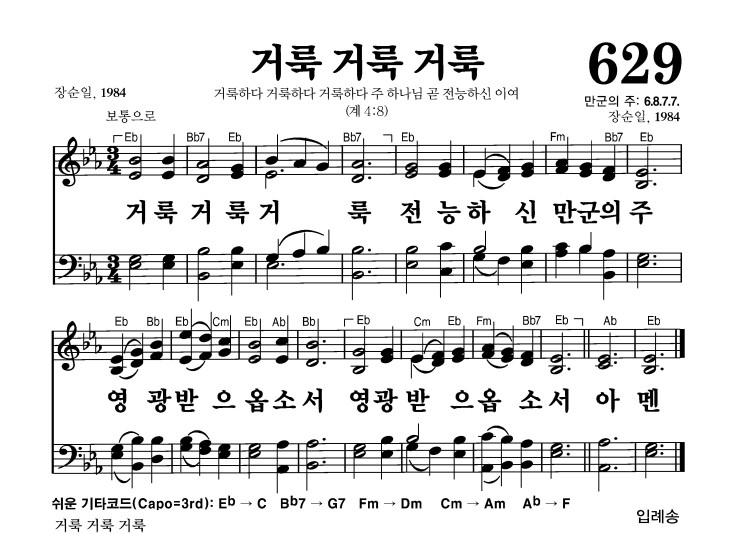 거룩 거룩 거룩
629
장순일, 1984
거룩하다 거룩하다 거룩하다 주 하나님 곧 전능하신 이여
(계 4:8)
만군의 주: 6.8.7.7.
장순일, 1984
보통으로
Eb Bb7 Eb Bb7 Eb Fm Bb7 Eb
3 4
거 룩 거 룩 거 룩 전 능 하 신 만 군 의 주
3 4
Eb Bb Eb Cm Eb Ab Bb Eb Cm Eb Fm Bb7 Eb Ab Eb
영 광 받 으 옵 소 서 영 광 받 으 옵 소 서 아 멘
쉬운 기타코드(Capo=3rd): Eb → C Bb7 → G7 Fm → Dm Cm → Am Ab → F
거룩 거룩 거룩
입례송